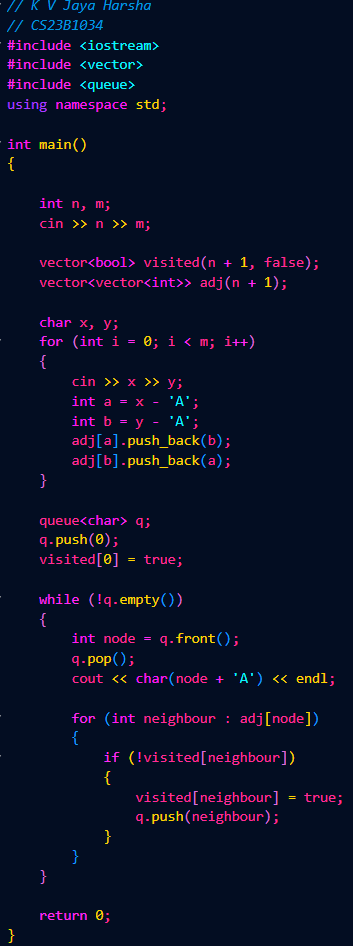 // K V Jaya Harsha
// CS23B1034
#include <iostream>
#include <vector>
#include <queue>
using namespace std;

int main()
{

    int n, m;
    cin >> n >> m;

    vector<bool> visited(n + 1, false);
    vector<vector<int>> adj(n + 1);

    char x, y;
    for (int i = 0; i < m; i++)
    {
        cin >> x >> y;
        int a = x - 'A';
        int b = y - 'A';
        adj[a].push_back(b);
        adj[b].push_back(a);
    }

    queue<char> q;
    q.push(0);
    visited[0] = true;

    while (!q.empty())
    {
        int node = q.front();
        q.pop();
        cout << char(node + 'A') << endl;

        for (int neighbour : adj[node])
        {
            if (!visited[neighbour])
            {
                visited[neighbour] = true;
                q.push(neighbour);
            }
        }
    }

    return 0;
}